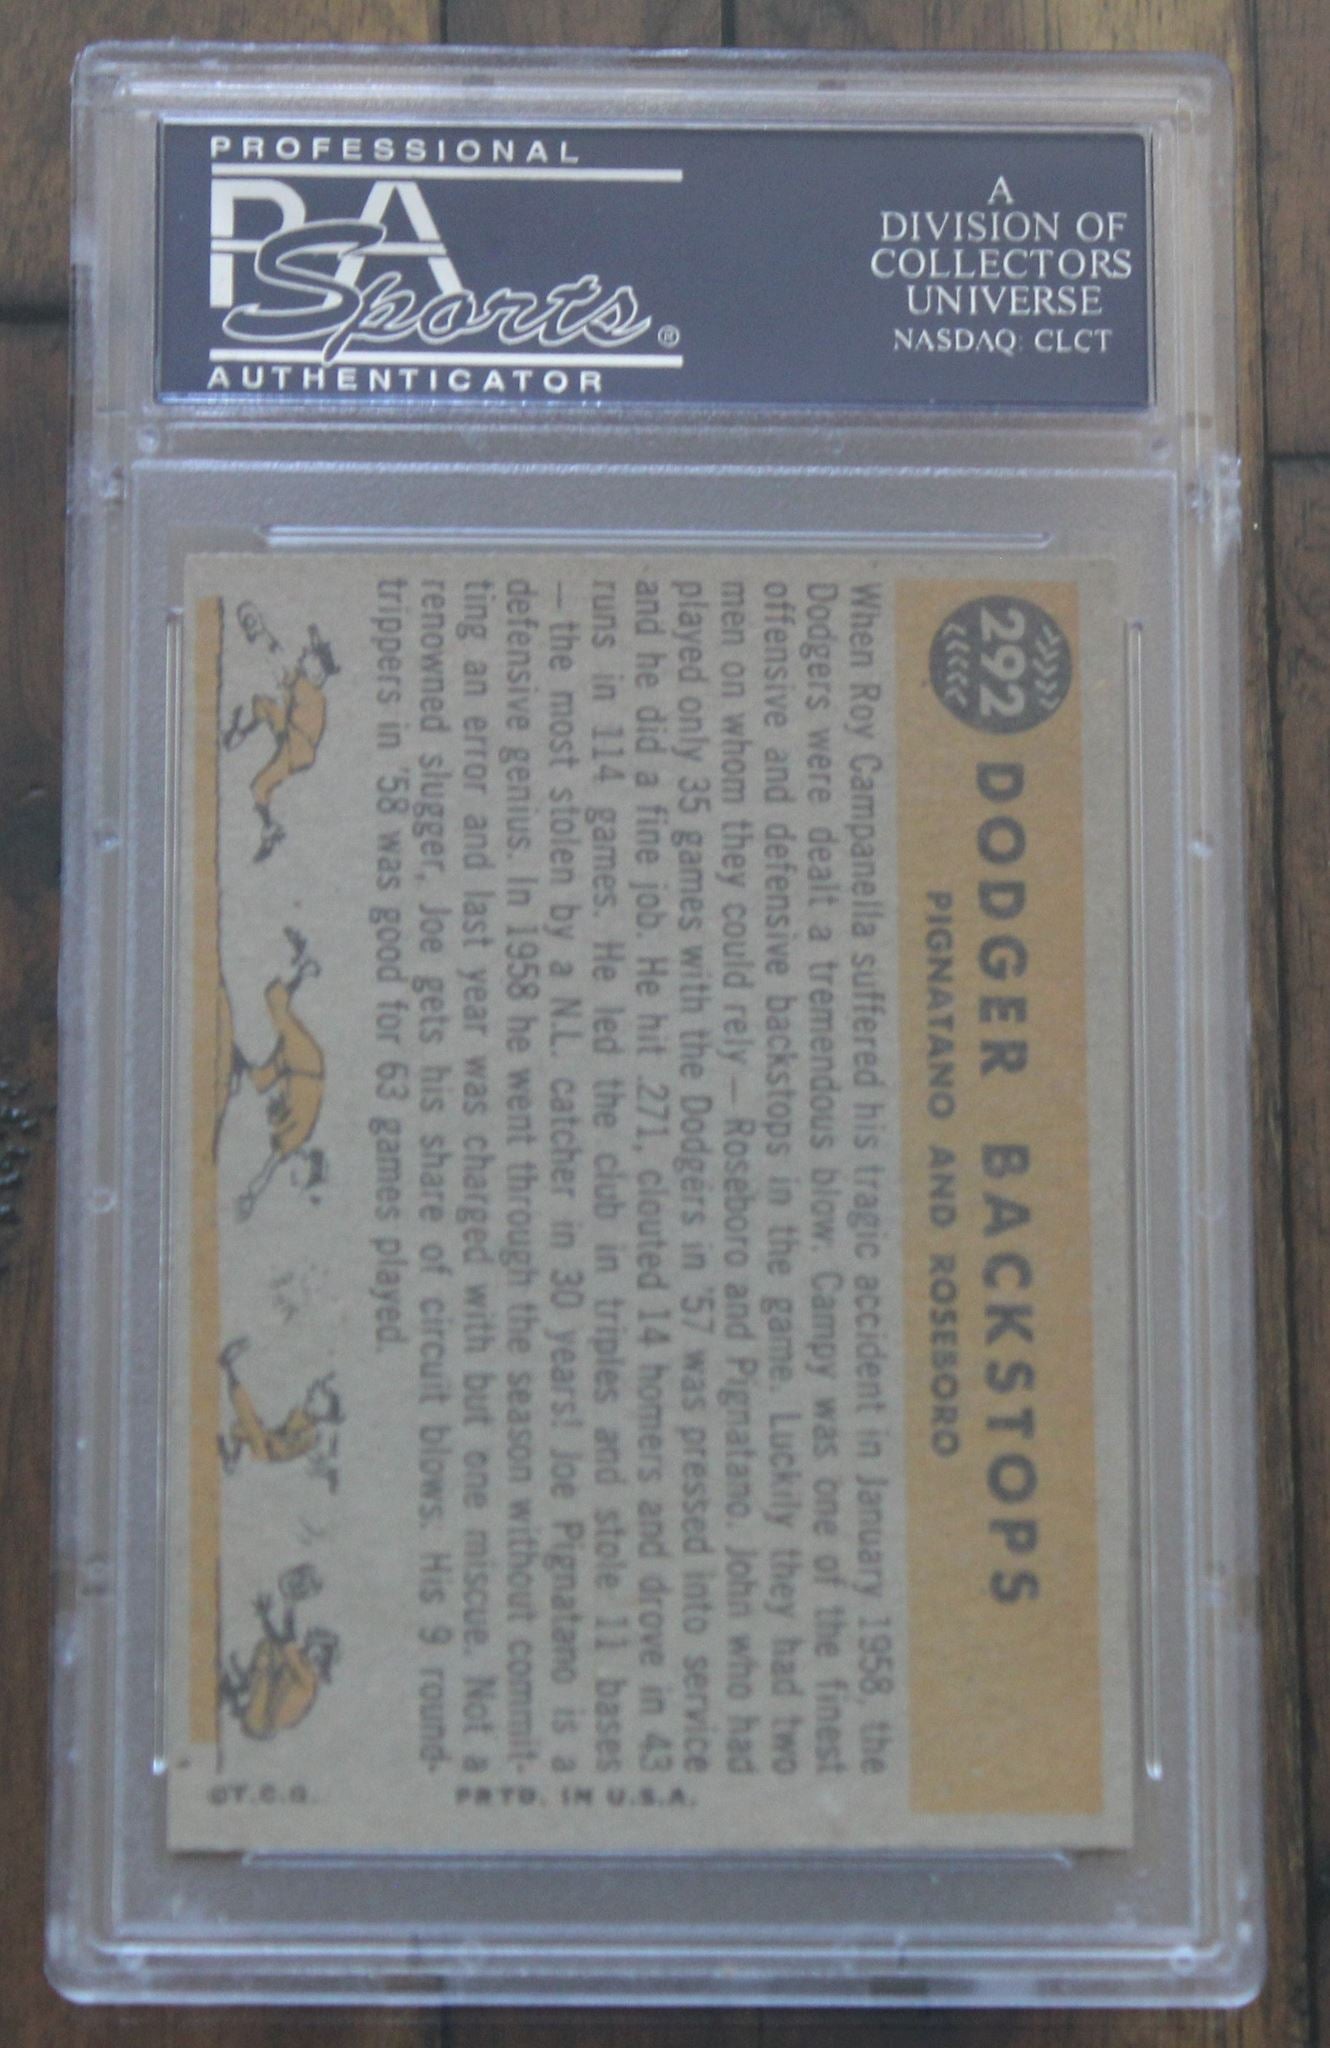 PROFESSIONAL
PSA
Sports®
AUTHENTICATOR
A
DIVISION OF
COLLECTORS
UNIVERSE
NASDAQ: CLCT
292 DODGER BACKSTOPS
PIGNATANO AND ROSEBORO
When Roy Campanella suffered his tragic accident in January 1958, the
Dodgers were dealt a tremendous blow. Campy was one of the finest
offensive and defensive backstops in the game. Luckily they had two
men on whom they could rely — Roseboro and Pignatano. John who had
played only 35 games with the Dodgers in '57 was pressed into service
and he did a fine job. He hit .271, clouted 14 homers and drove in 43
runs in 114 games. He led the club in triples and stole 11 bases
— the most stolen by a N.L. catcher in 30 years! Joe Pignatano is a
defensive genius. In 1958 he went through the season without commit-
ting an error and last year was charged with but one miscue. Not a
renowned slugger, Joe gets his share of circuit blows. His 9 round-
trippers in '58 was good for 63 games played.
©T.C.G. PRTD. IN U.S.A.